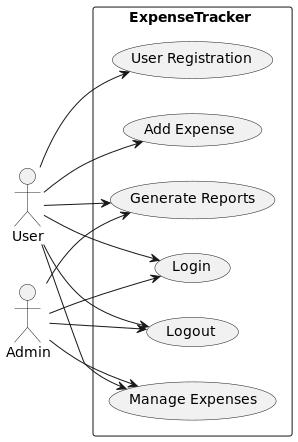 ExpenseTracker
User Registration
Add Expense
Generate Reports
User
Login
Admin
Logout
Manage Expenses